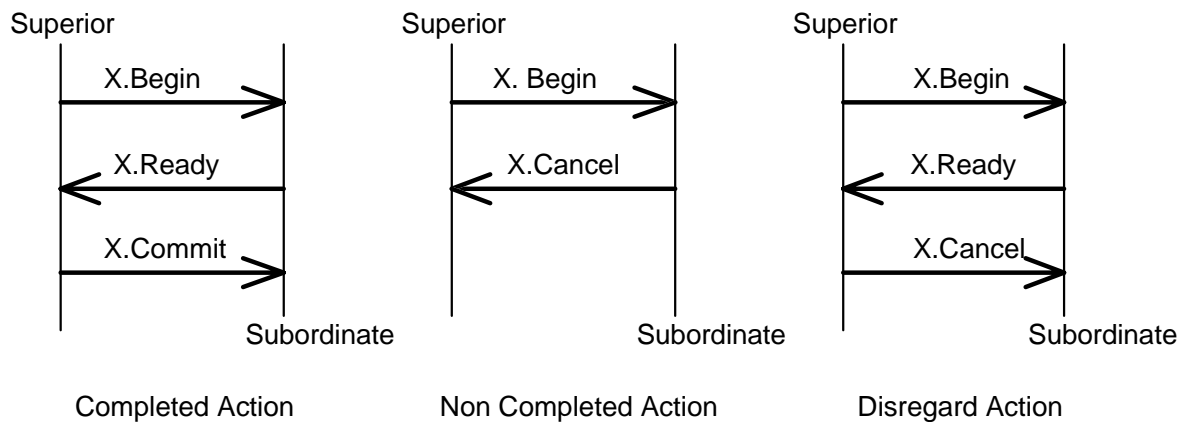 Superior
X.Begin
X.Ready
X.Commit
Subordinate
Completed Action
Superior
X. Begin
X.Cancel
Subordinate
Non Completed Action
Superior
X.Begin
X.Ready
X.Cancel
Subordinate
Disregard Action